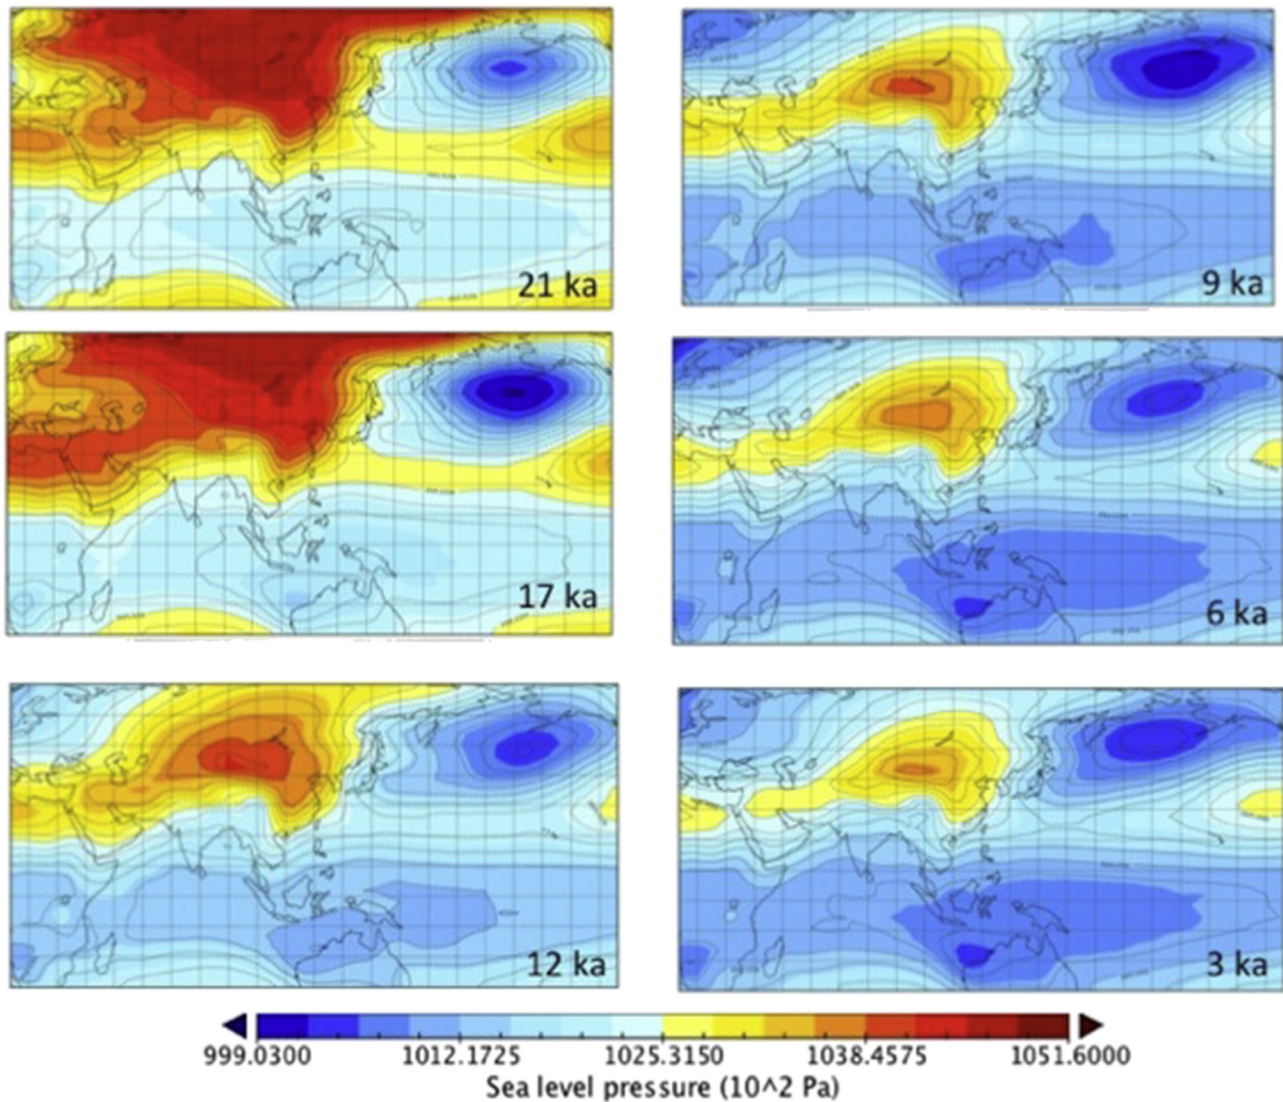 21 ka
9 ka
17 ka
6 ka
12 ka
3 ka
999.0300 1012.1725 1025.3150 1038.4575 1051.6000
Sea level pressure (10^2 Pa)